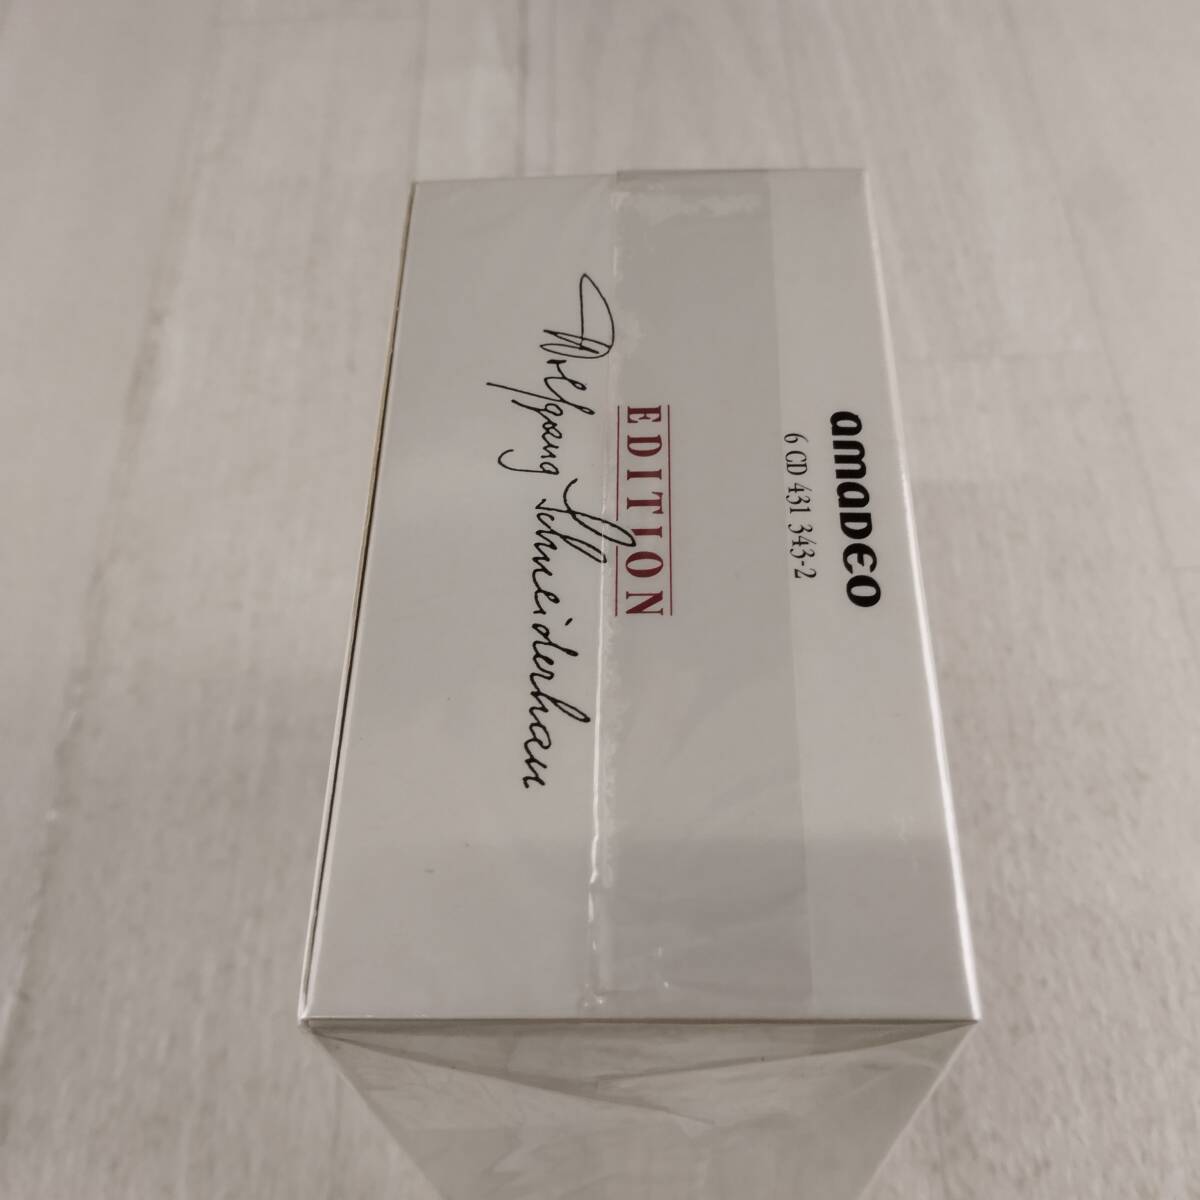 amaDEO
6 CD 431 343-2
EDITION
Wolfgang Schneiderhan